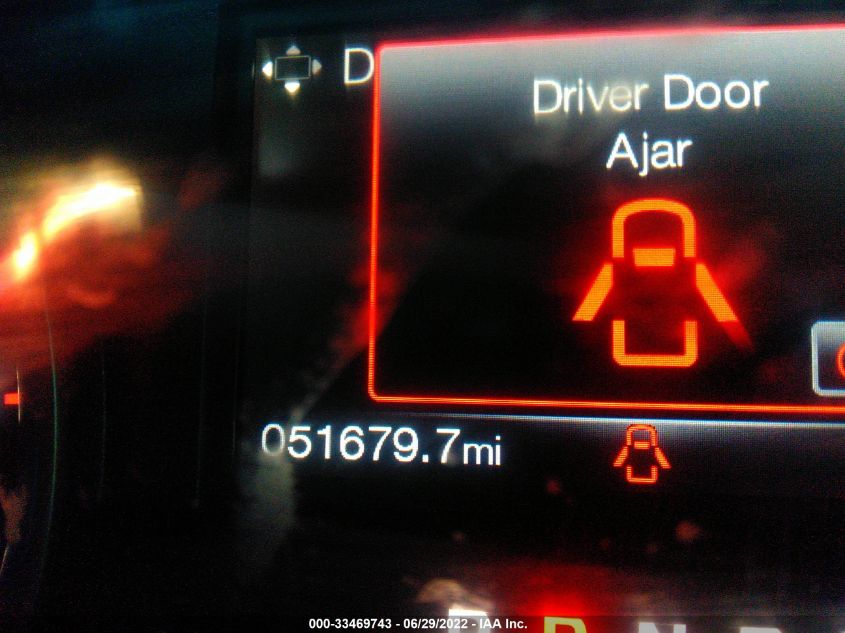 D
Driver Door
Ajar
051679.7mi
000-33469743 - 06/29/2022 - IAA Inc.